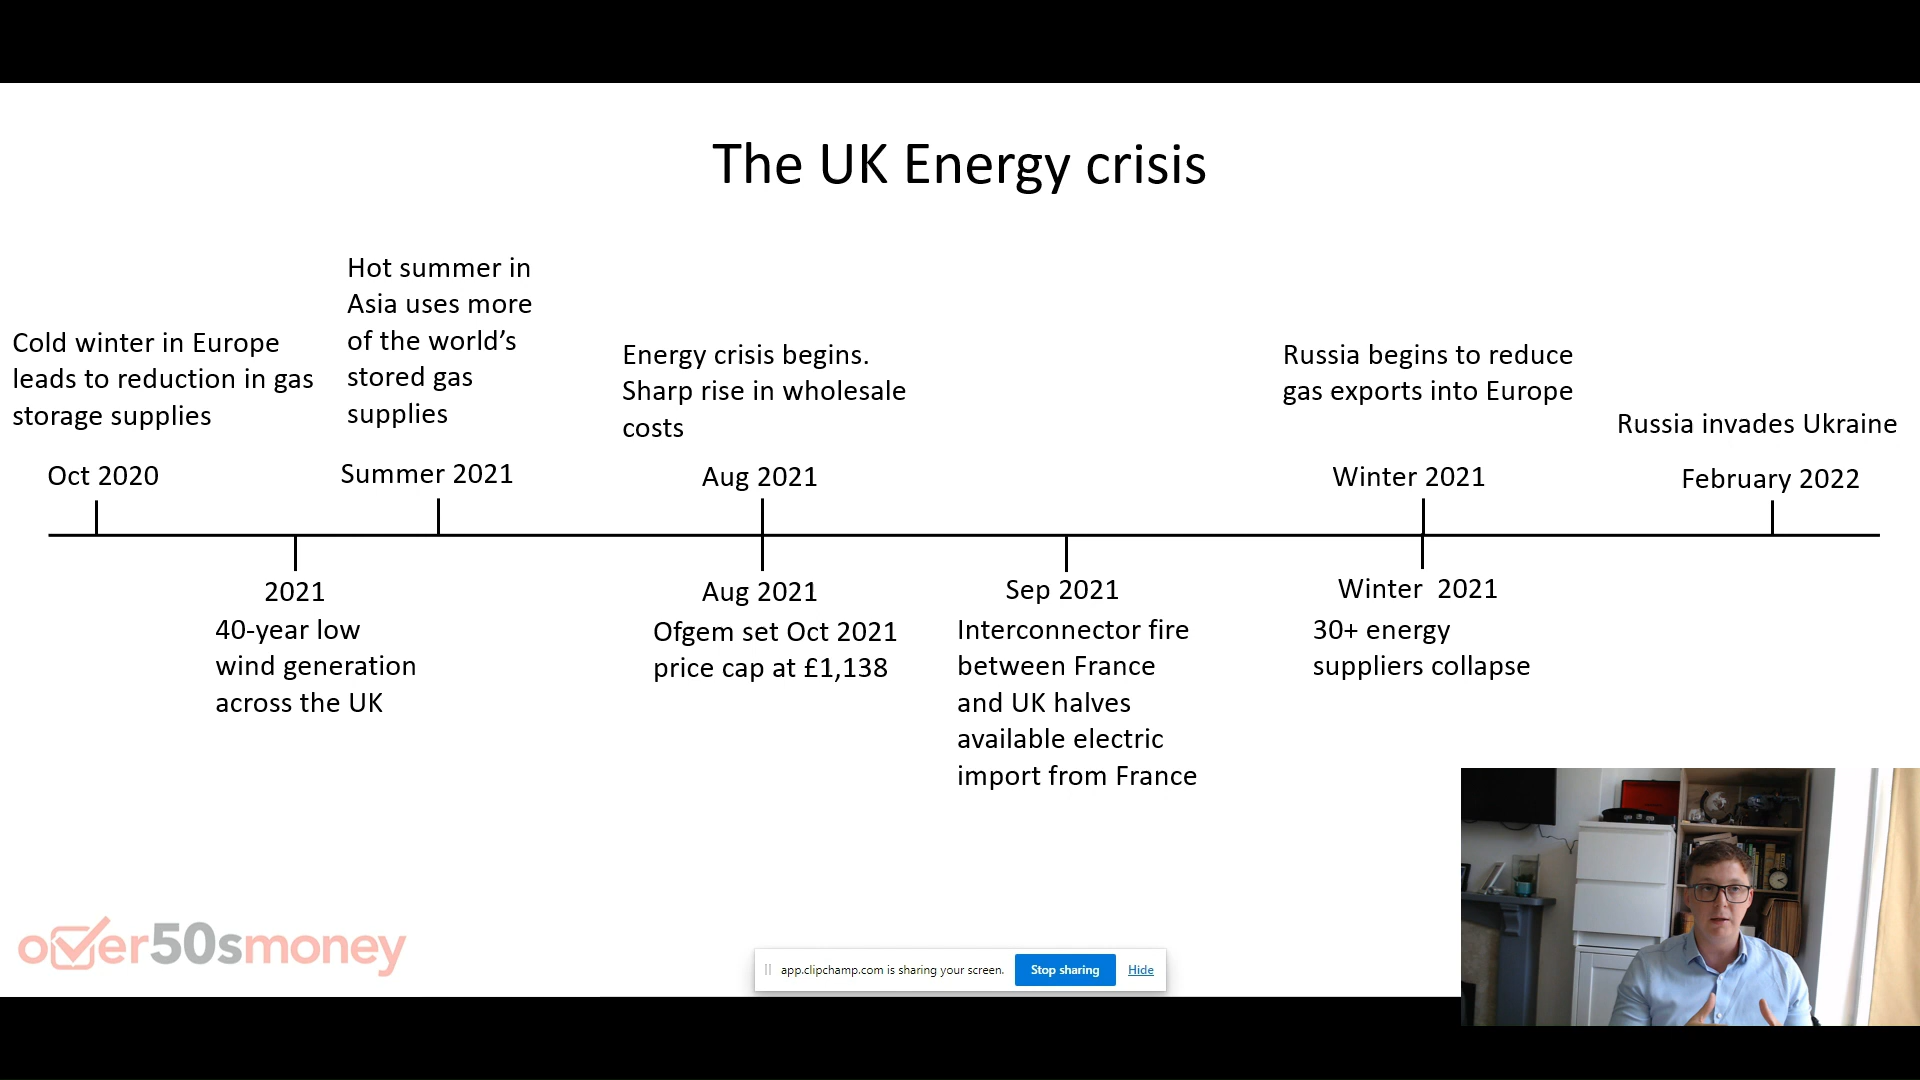 The UK Energy crisis
Cold winter in Europe
leads to reduction in gas
storage supplies
Oct 2020
Hot summer in
Asia uses more
of the world’s
stored gas
supplies
Summer 2021
Energy crisis begins.
Sharp rise in wholesale
costs
Aug 2021
Russia begins to reduce
gas exports into Europe
Winter 2021
Russia invades Ukraine
February 2022
2021
40-year low
wind generation
across the UK
Aug 2021
Ofgem set Oct 2021
price cap at £1,138
Sep 2021
Interconnector fire
between France
and UK halves
available electric
import from France
Winter  2021
30+ energy
suppliers collapse
over50smoney
app.clipchamp.com is sharing your screen. Stop sharing Hide